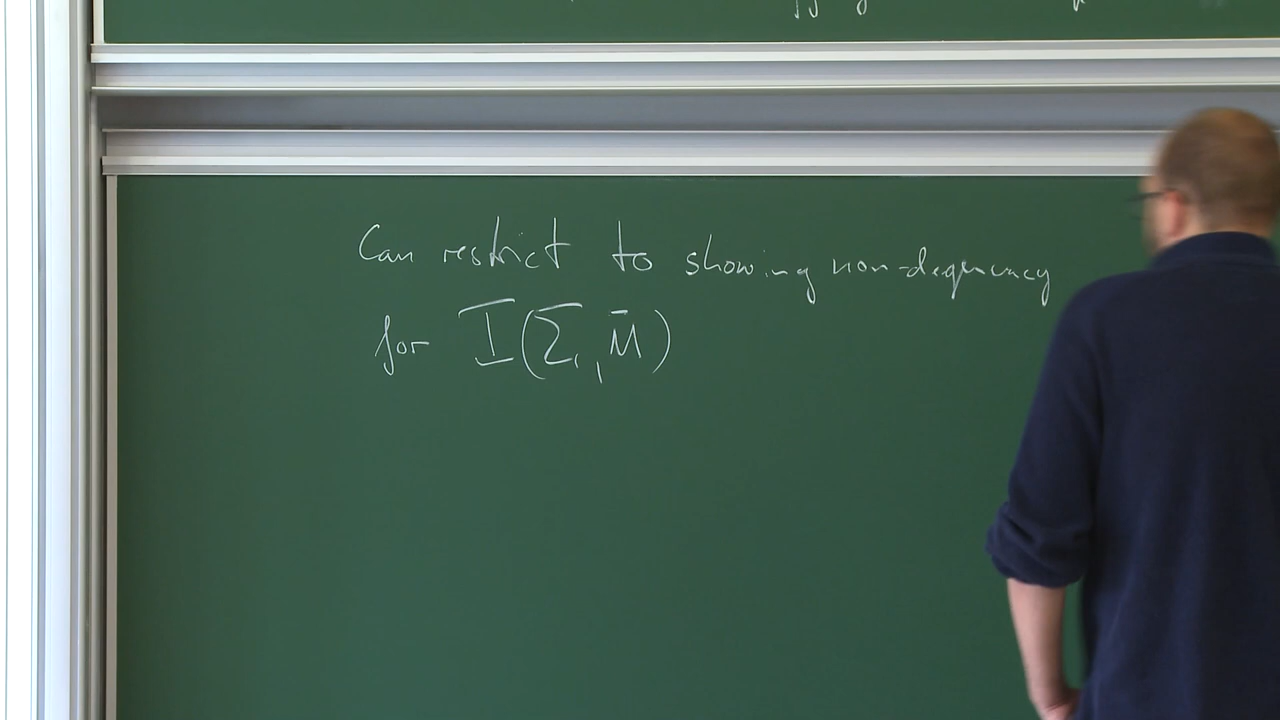 Can restrict to showing non-degeneracy
for I(Σ, M̄)